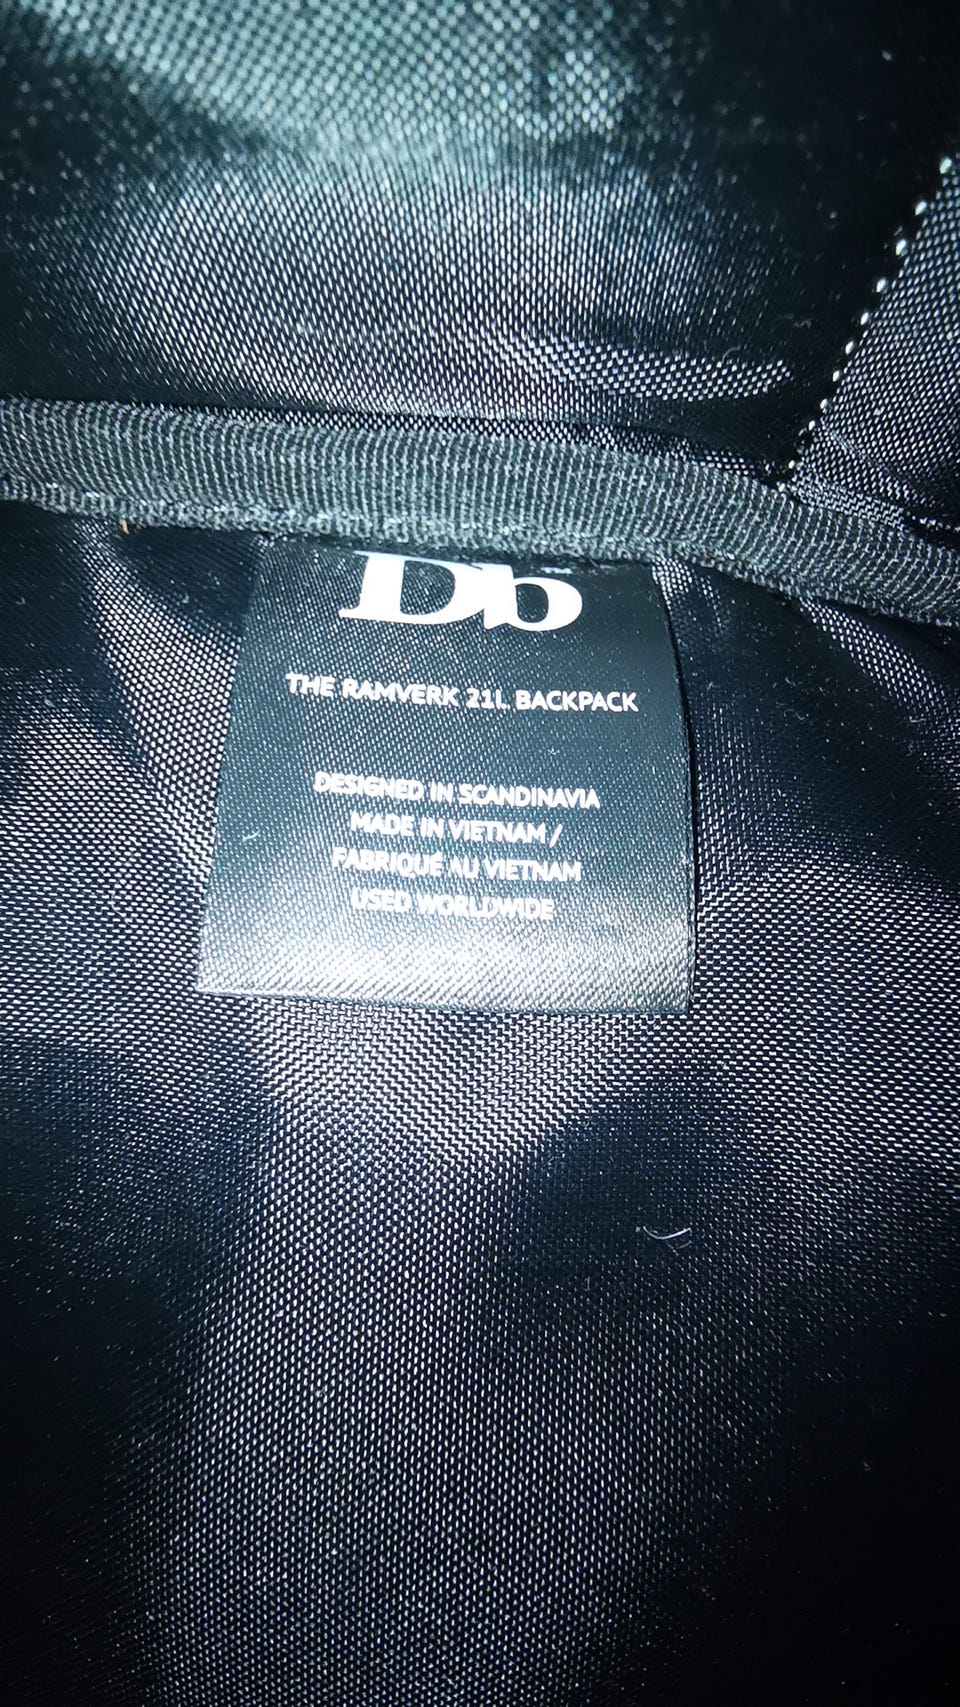 Db
THE RAMVERK 21L BACKPACK
DESIGNED IN SCANDINAVIA
MADE IN VIETNAM /
FABRIQUÉ AU VIETNAM
USED WORLDWIDE